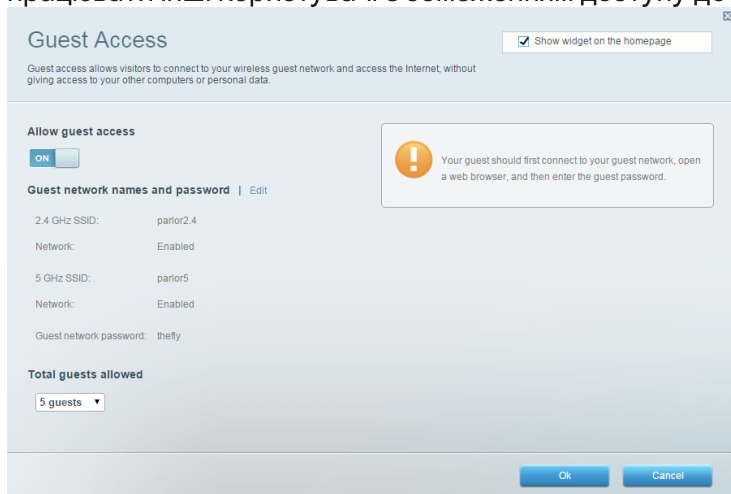 Guest Access
Show widget on the homepage
Guest access allows visitors to connect to your wireless guest network and access the Internet, without
giving access to your other computers or personal data.
Allow guest access
ON
Your guest should first connect to your guest network, open
a web browser, and then enter the guest password.
Guest network names and password | Edit
2.4 GHz SSID: parlor2.4
Network: Enabled
5 GHz SSID: parlor5
Network: Enabled
Guest network password: thefly
Total guests allowed
5 guests
Ok Cancel